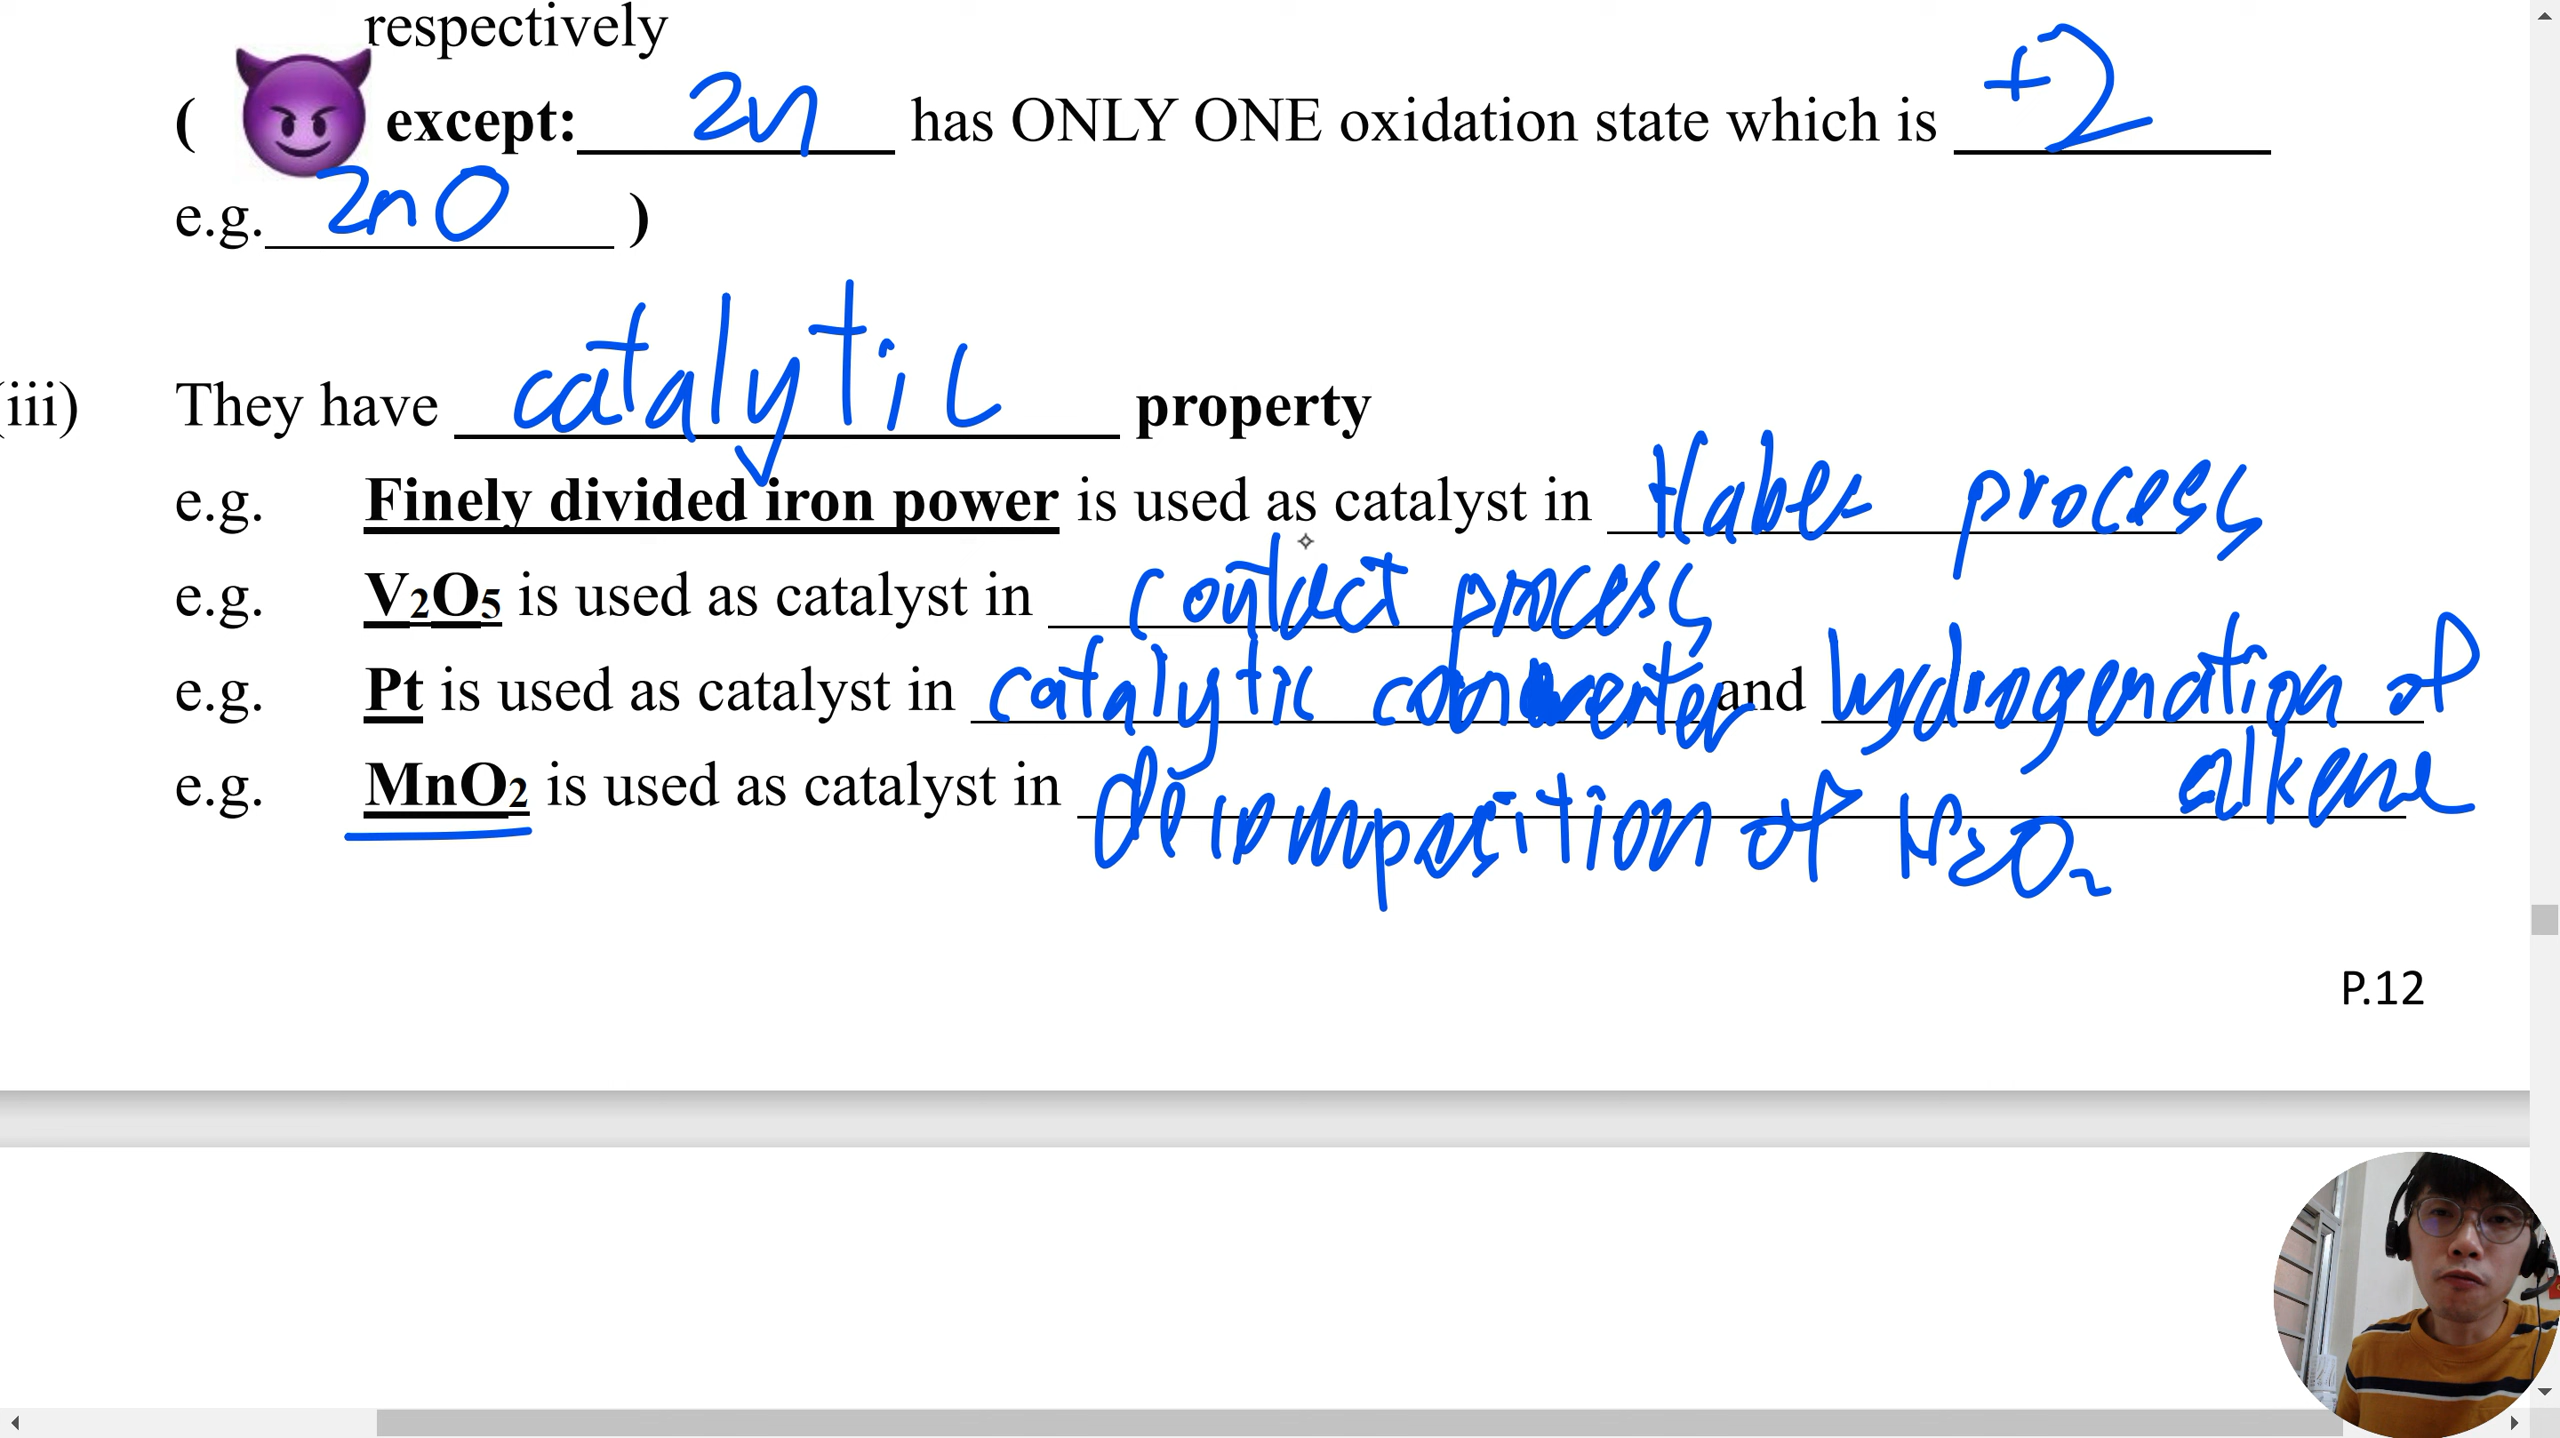 respectively
( 😈 except: Zn has ONLY ONE oxidation state which is +2
e.g. ZnO )
(iii) They have catalytic property
e.g. Finely divided iron power is used as catalyst in Haber process
e.g. V₂O₅ is used as catalyst in contact process
e.g. Pt is used as catalyst in catalytic converter and hydrogenation of alkene
e.g. MnO₂ is used as catalyst in decomposition of H₂O₂
P.12